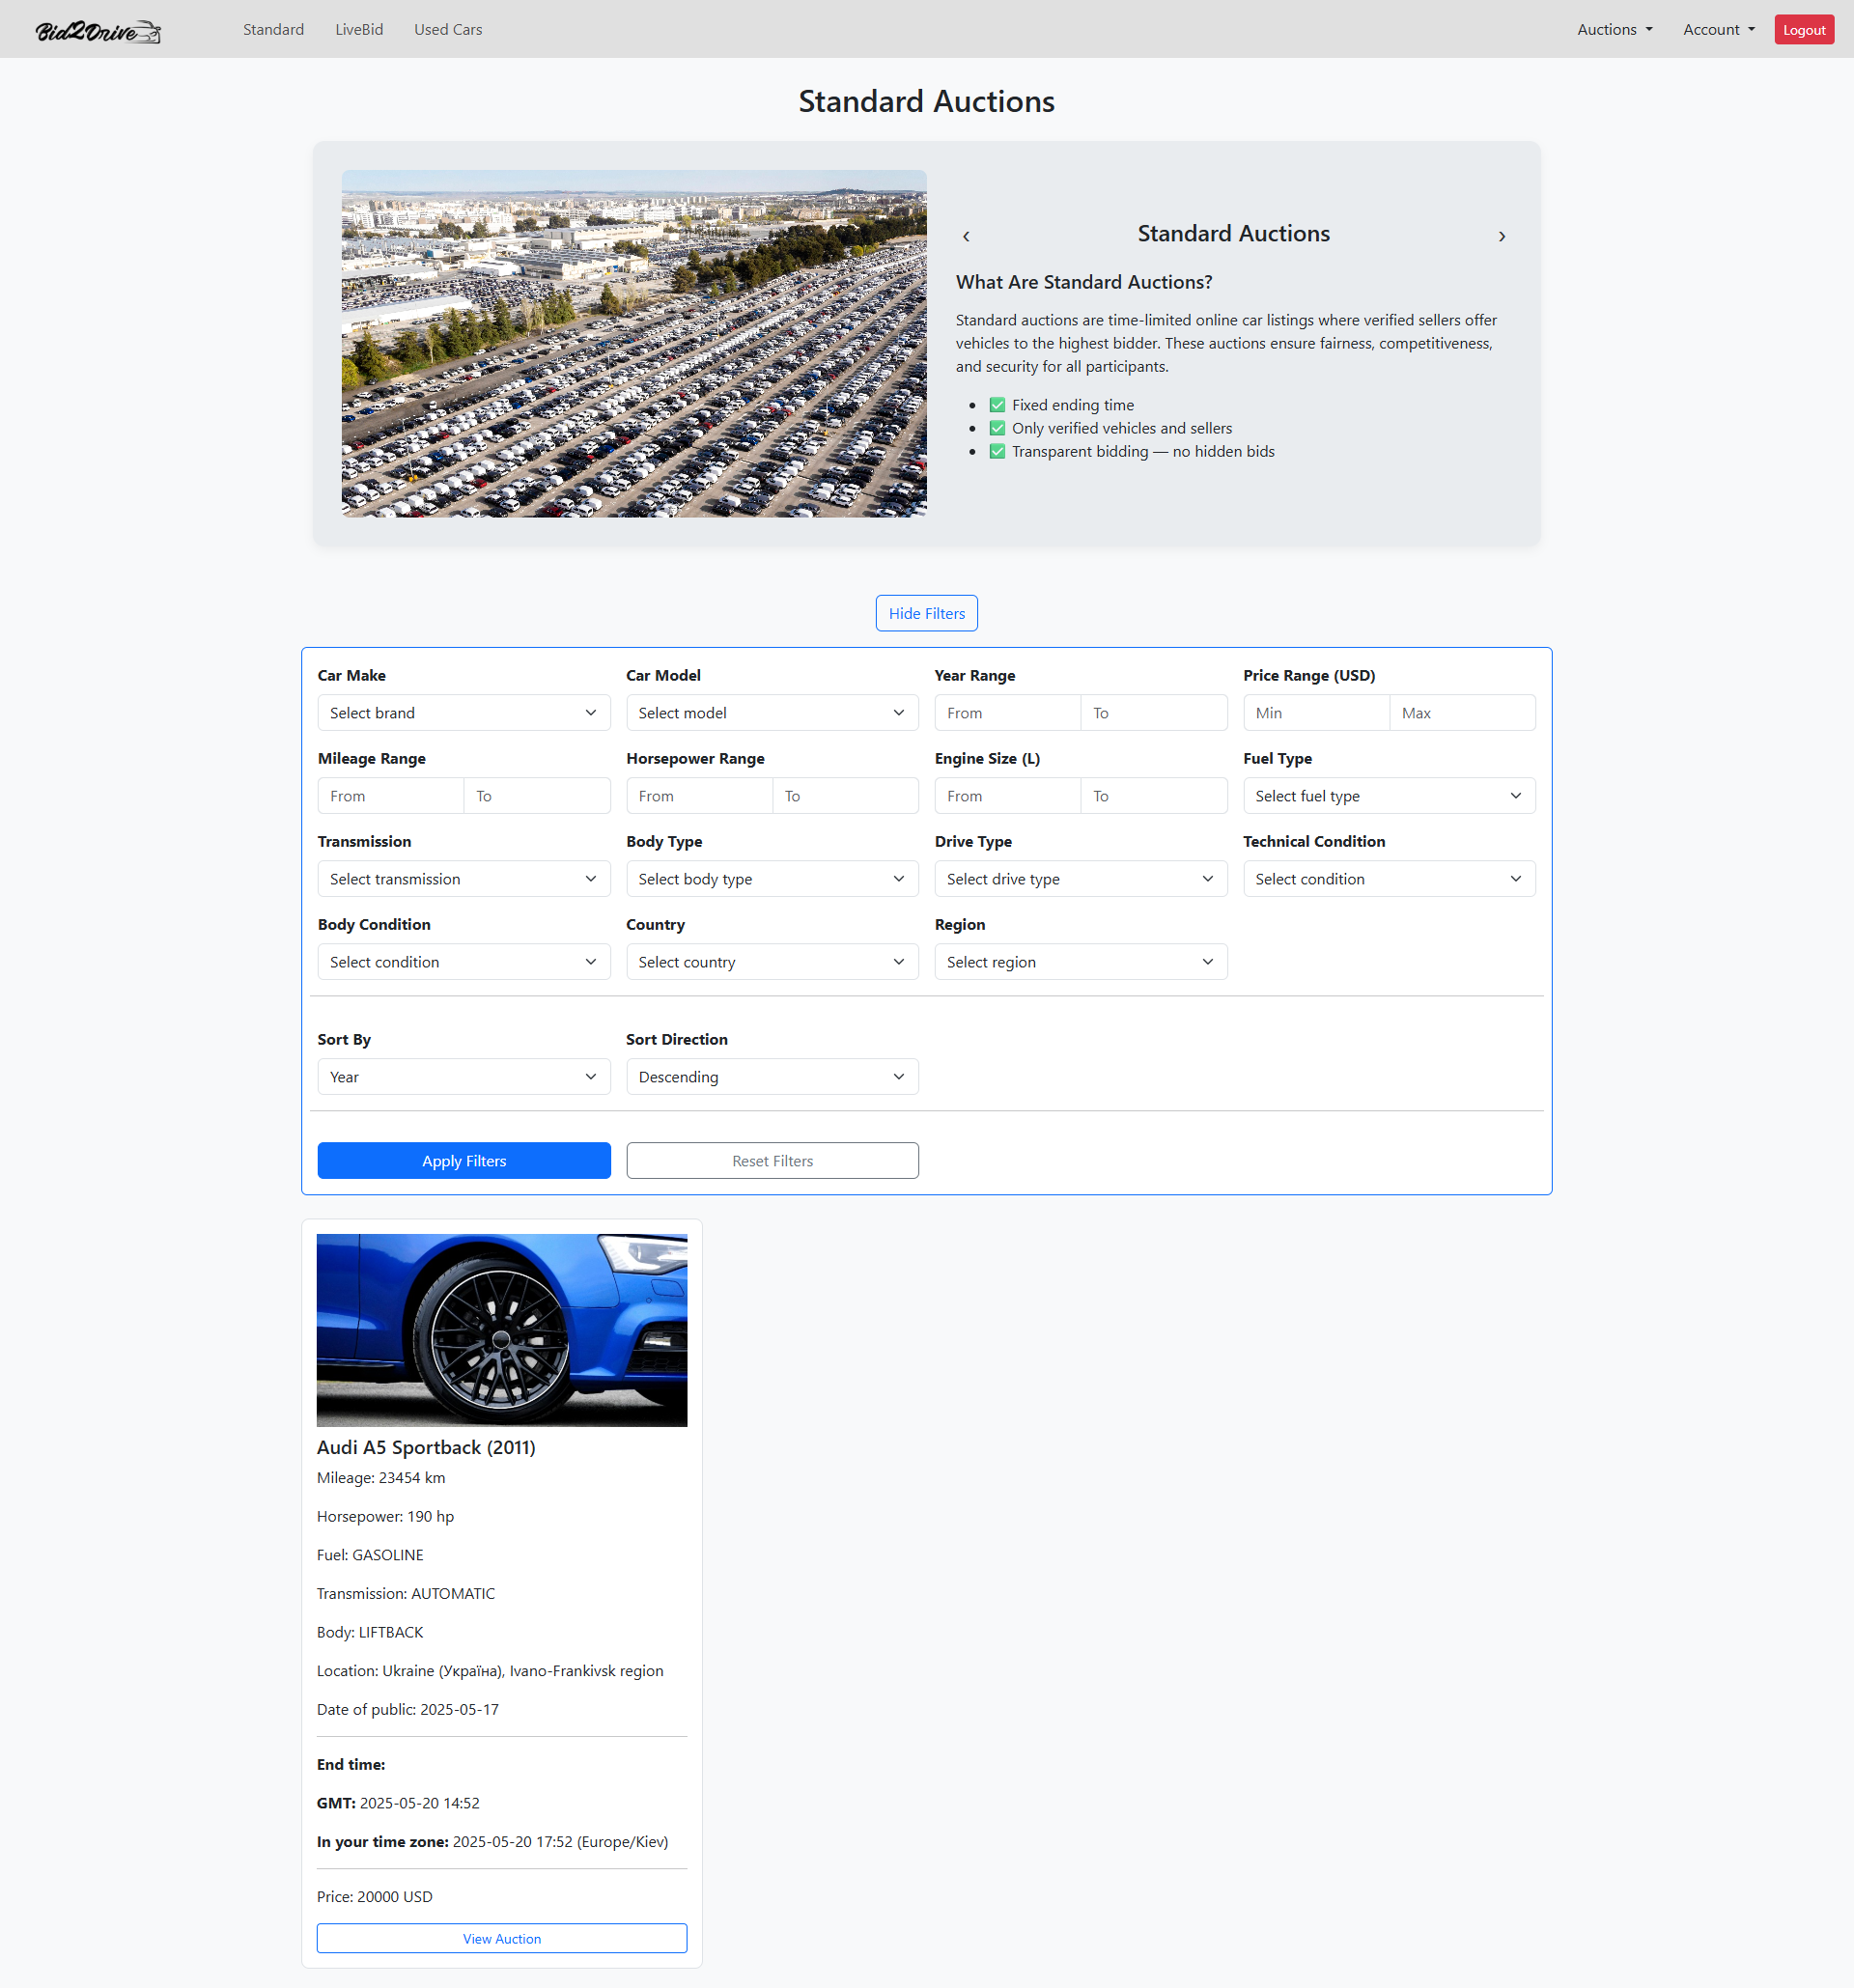 Bid2Drive
Standard
LiveBid
Used Cars
Auctions
Account
Logout
Standard Auctions
‹
Standard Auctions
›
What Are Standard Auctions?
Standard auctions are time-limited online car listings where verified sellers offer
vehicles to the highest bidder. These auctions ensure fairness, competitiveness,
and security for all participants.
• ✅ Fixed ending time
• ✅ Only verified vehicles and sellers
• ✅ Transparent bidding — no hidden bids
Hide Filters
Car Make
Car Model
Year Range
Price Range (USD)
Select brand
Select model
From
To
Min
Max
Mileage Range
Horsepower Range
Engine Size (L)
Fuel Type
From
To
From
To
From
To
Select fuel type
Transmission
Body Type
Drive Type
Technical Condition
Select transmission
Select body type
Select drive type
Select condition
Body Condition
Country
Region
Select condition
Select country
Select region
Sort By
Sort Direction
Year
Descending
Apply Filters
Reset Filters
Audi A5 Sportback (2011)
Mileage: 23454 km
Horsepower: 190 hp
Fuel: GASOLINE
Transmission: AUTOMATIC
Body: LIFTBACK
Location: Ukraine (Україна), Ivano-Frankivsk region
Date of public: 2025-05-17
End time:
GMT: 2025-05-20 14:52
In your time zone: 2025-05-20 17:52 (Europe/Kiev)
Price: 20000 USD
View Auction